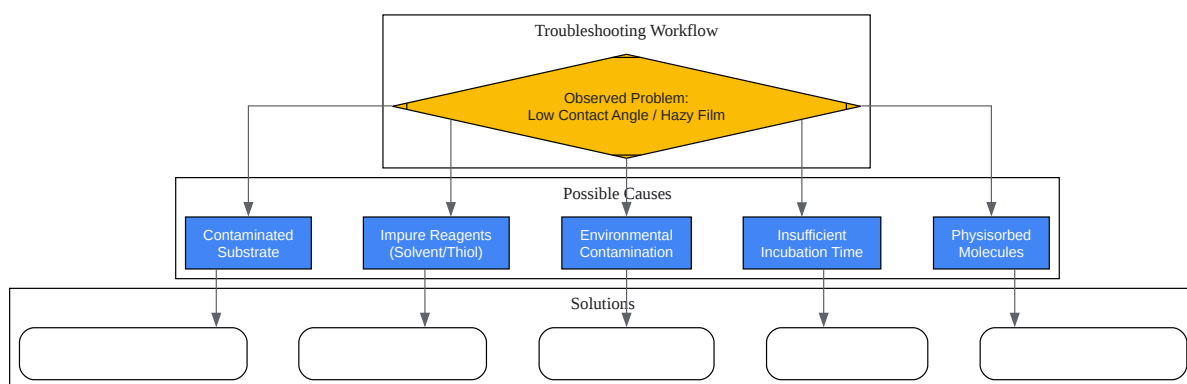 Troubleshooting Workflow
Observed Problem:
Low Contact Angle / Hazy Film
Possible Causes
Contaminated
Substrate
Impure Reagents
(Solvent/Thiol)
Environmental
Contamination
Insufficient
Incubation Time
Physisorbed
Molecules
Solutions